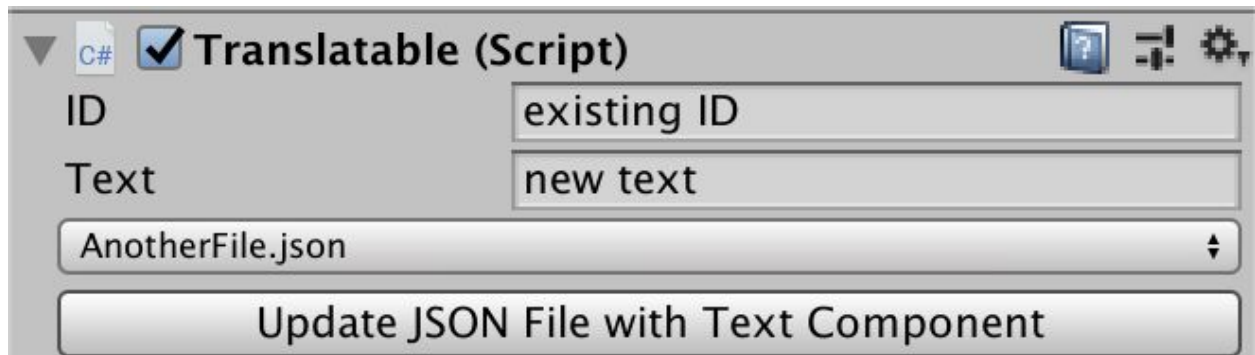 C# Translatable (Script)
ID existing ID
Text new text
AnotherFile.json
Update JSON File with Text Component